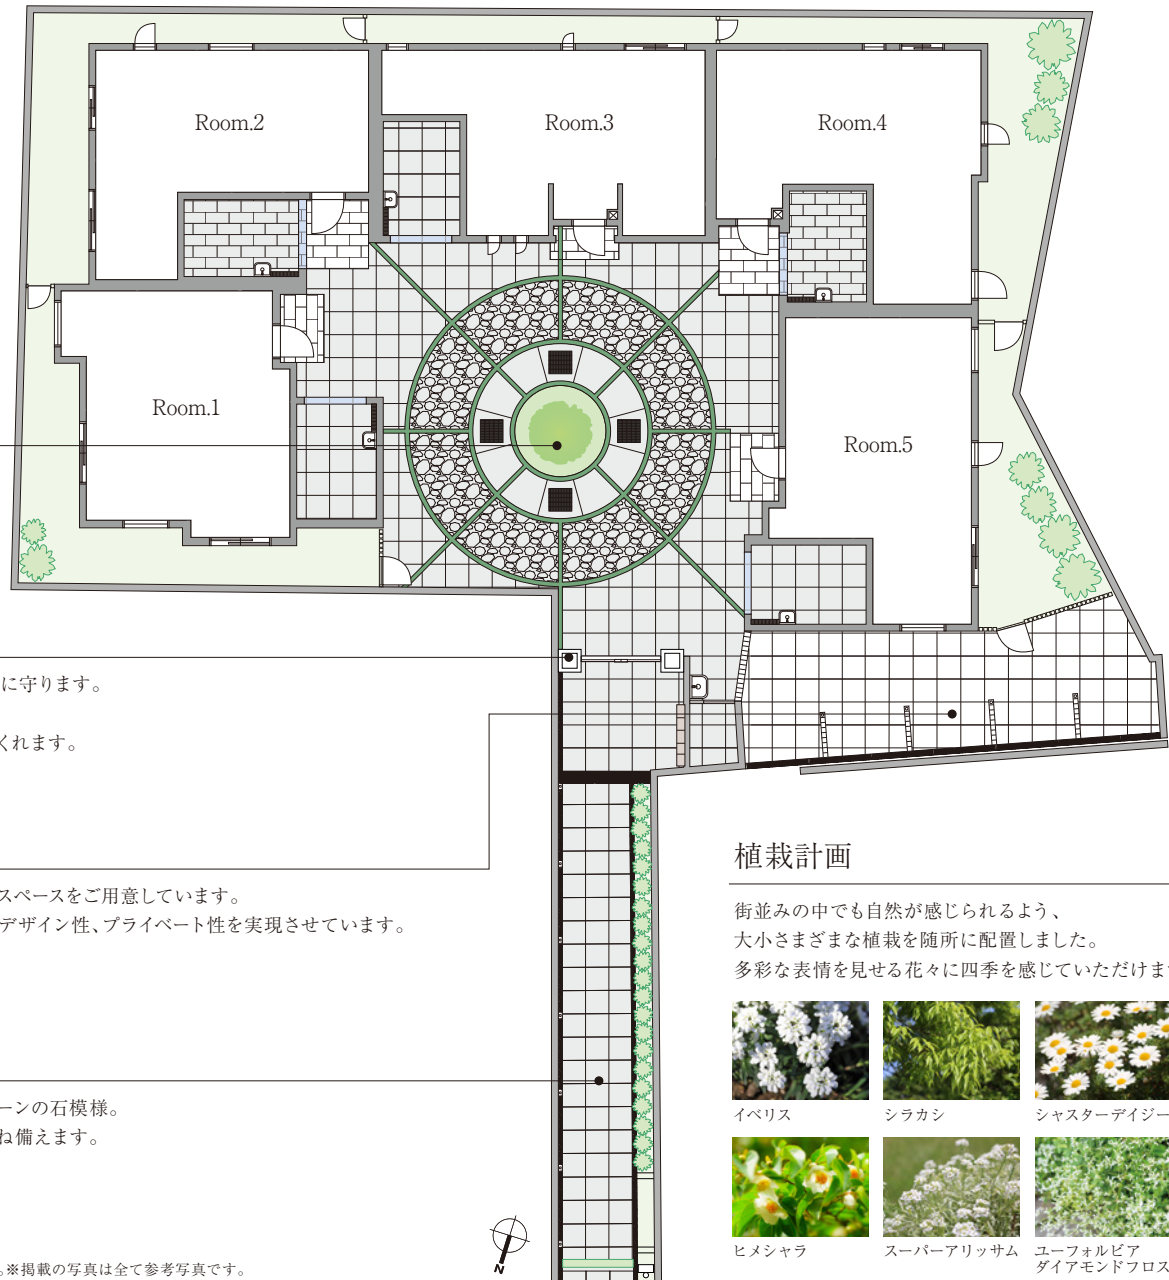 Room.2
Room.3
Room.4
Room.1
Room.5
に守ります。
くれます。
スペースをご用意しています。
デザイン性、プライベート性を実現させています。
ーンの石模様。
ね備えます。
N
。※掲載の写真は全て参考写真です。
植栽計画
街並みの中でも自然が感じられるよう、
大小さまざまな植栽を随所に配置しました。
多彩な表情を見せる花々に四季を感じていただけま
イベリス
シラカシ
シャスターデイジー
ヒメシャラ
スーパーアリッサム
ユーフォルビア
ダイアモンドフロス